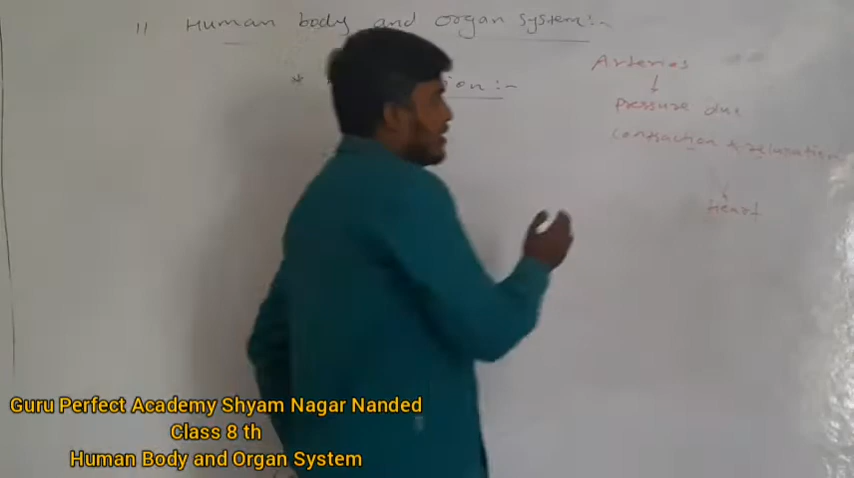 11 Human body and organ system :-
*
ion :-
Arteries
↓
Pressure due
contraction & relaxation
↓
Heart
Guru Perfect Academy Shyam Nagar Nanded
Class 8 th
Human Body and Organ System